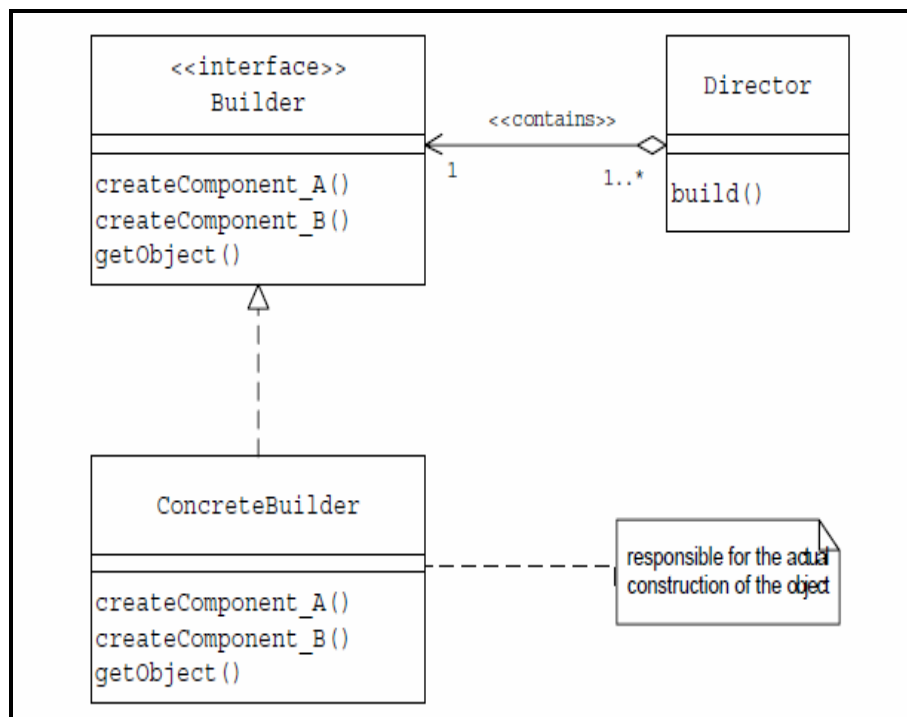 <<interface>>
Builder
createComponent_A()
createComponent_B()
getObject()
<<contains>>
1
1..*
Director
build()
ConcreteBuilder
createComponent_A()
createComponent_B()
getObject()
responsible for the actual
construction of the object